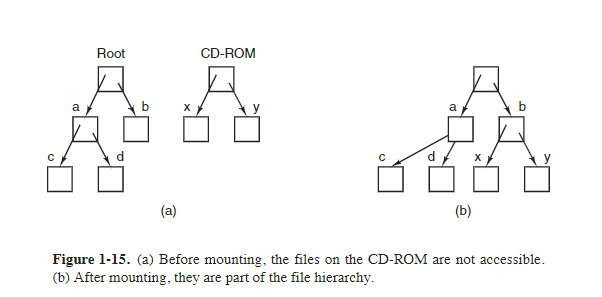 Root CD-ROM
a b x y a b
c d c d x y
(a) (b)
Figure 1-15. (a) Before mounting, the files on the CD-ROM are not accessible.
(b) After mounting, they are part of the file hierarchy.